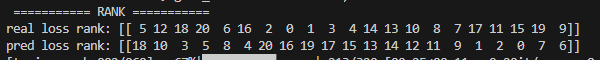 =========== RANK ===========
real loss rank: [[ 5 12 18 20  6 16  2  0  1  3  4 14 13 10  8  7 17 11 15 19  9]]
pred loss rank: [[18 10  3  5  8  4 20 16 19 17 15 13 14 12 11  9  1  2  0  7  6]]